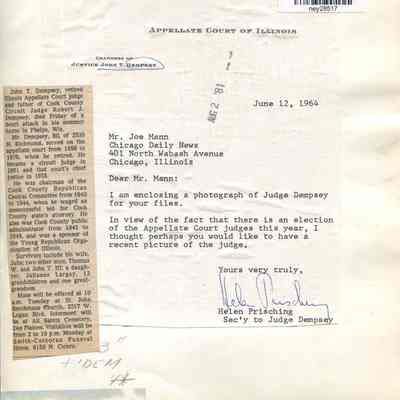 ney28517
APPELLATE COURT OF ILLINOIS
CHAMBERS OF
JUSTICE JOHN T. DEMPSEY
AUG 2 '81
June 12, 1964
Mr. Joe Mann
Chicago Daily News
401 North Wabash Avenue
Chicago, Illinois
Dear Mr. Mann:
I am enclosing a photograph of Judge Dempsey
for your files.
In view of the fact that there is an election
of the Appellate Court judges this year, I
thought perhaps you would like to have a
recent picture of the judge.
Yours very truly,
Helen Prisching
Helen Prisching
Sec'y to Judge Dempsey
John T. Dempsey, retired
Illinois Appellate Court judge
and father of Cook County
Circuit Judge Robert J.
Dempsey, died Friday of a
heart attack in his summer
home in Phelps, Wis.
Mr. Dempsey, 82, of 2535
N. Richmond, served on the
appellate court from
1976, when he retired. He
became a circuit judge in
1951 and that court's chief
justice in
He was chairman of the
Cook County Republican
Central Committee from
to 1944, when he waged an
unsuccessful bid for Cook
County state's attorney. He
also was Cook County public
administrator from 1941 to
1949, and was a sponsor of
the Young Republican Orga-
nization of Illinois.
Survivors include his wife,
Julia; two other sons, Thomas
W. and John T. III; a daugh-
ter, Julianne Largay, 13
grandchildren and one great-
grandson.
Mass will be offered at 10
a.m. Tuesday at St. John
Berchmans Church, 2517 W.
Logan Blvd. Interment will
be at All Saints Cemetery,
Des Plaines. Visitation will be
from 2 to 10 p.m. Monday at
Smith-Corcoran Funeral
Home, 6150 N. Cicero.
3"